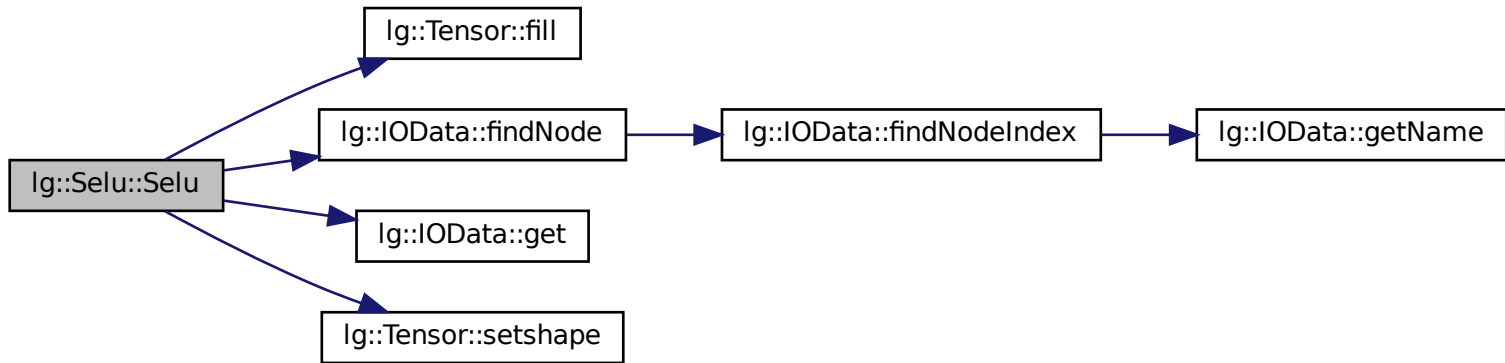 lg::Tensor::fill
lg::IOData::findNode
lg::IOData::findNodeIndex
lg::IOData::getName
lg::Selu::Selu
lg::IOData::get
lg::Tensor::setshape